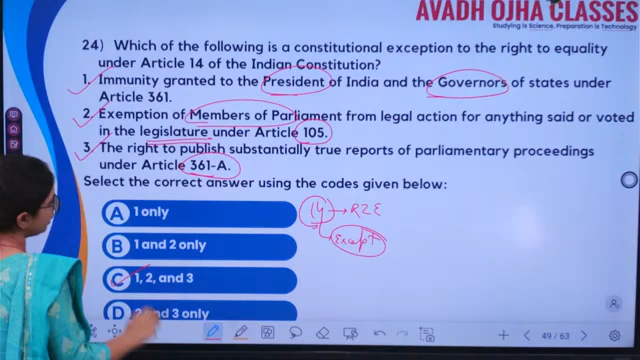 AVADH OJHA CLASSES
Studying is Science, Preparation is Technology
24) Which of the following is a constitutional exception to the right to equality
under Article 14 of the Indian Constitution?
1. Immunity granted to the President of India and the Governors of states under
Article 361.
2. Exemption of Members of Parliament from legal action for anything said or voted
in the legislature under Article 105.
3. The right to publish substantially true reports of parliamentary proceedings
under Article 361-A.
Select the correct answer using the codes given below:
A 1 only
14 → R2E
Except
B 1 and 2 only
C 1, 2, and 3
D 2 and 3 only
49 / 63